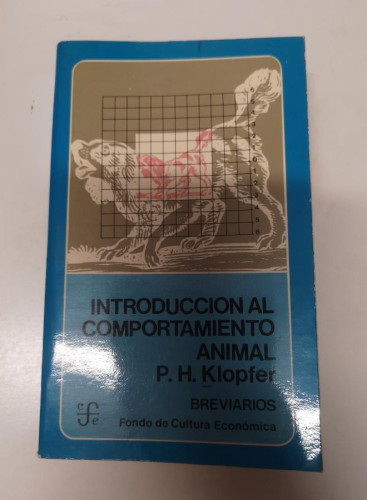 INTRODUCCION AL
COMPORTAMIENTO
ANIMAL
P. H. Klopfer
BREVIARIOS
Fondo de Cultura Económica